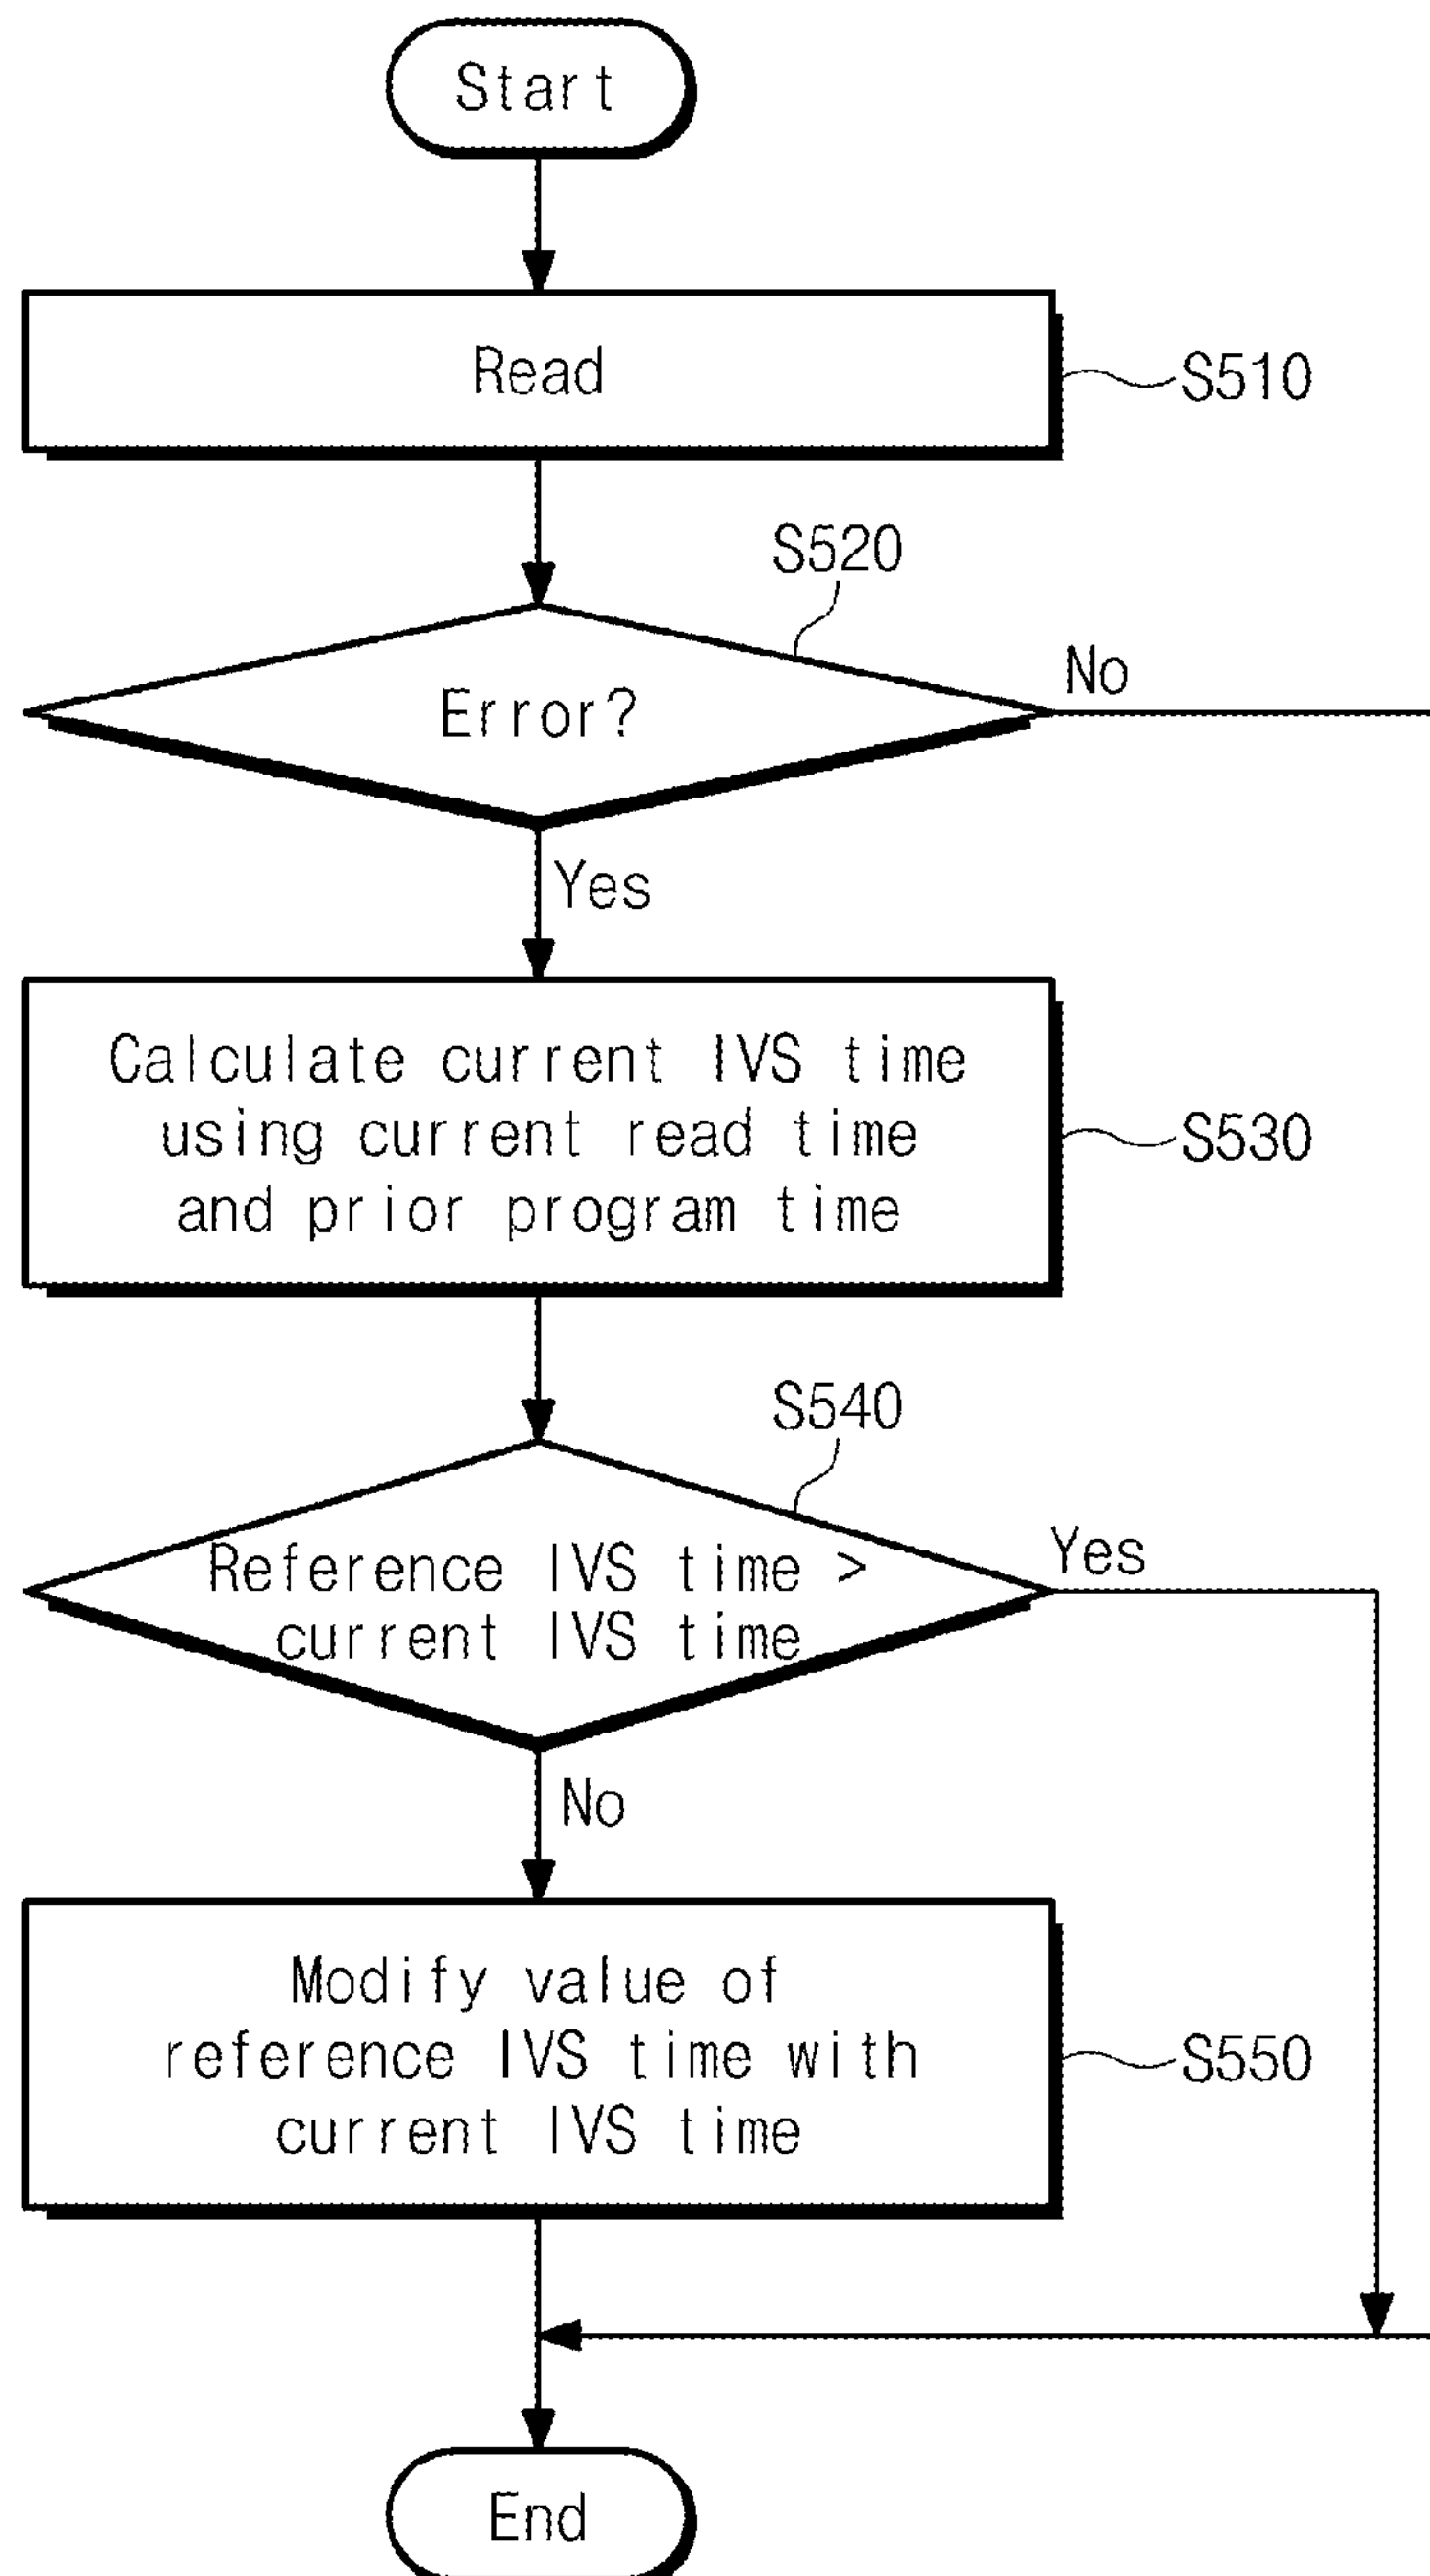 Start
Read
S510
S520
Error?
No
Yes
Calculate current IVS time
using current read time
and prior program time
S530
S540
Reference IVS time >
current IVS time
Yes
No
Modify value of
reference IVS time with
current IVS time
S550
End